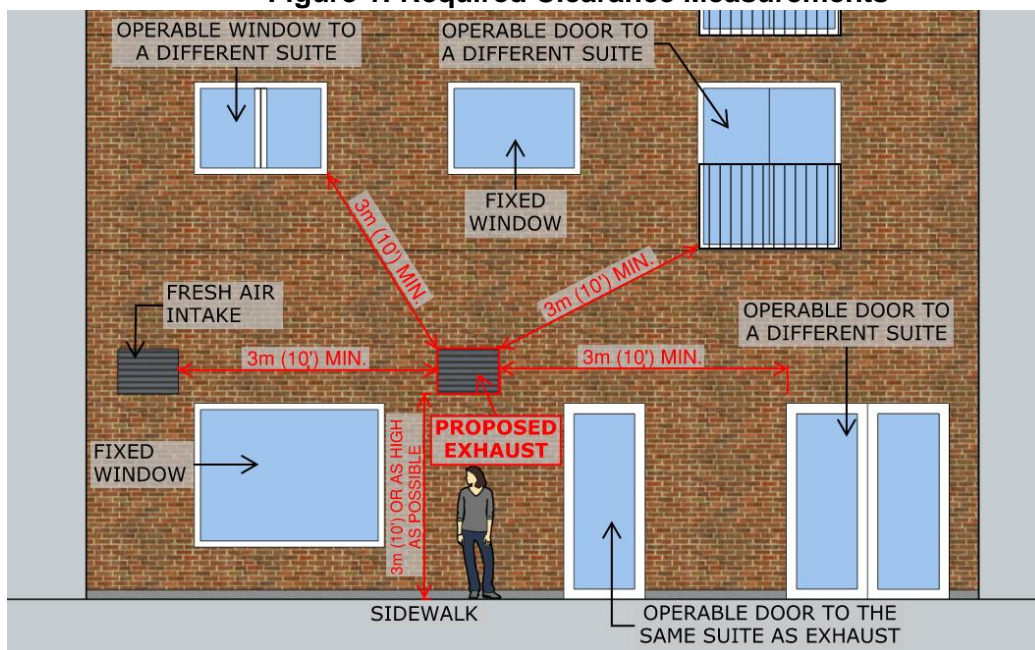 Figure 1: Required Clearance Measurements
OPERABLE WINDOW TO
A DIFFERENT SUITE
OPERABLE DOOR TO
A DIFFERENT SUITE
FIXED
WINDOW
3m (10') MIN.
3m (10') MIN.
FRESH AIR
INTAKE
OPERABLE DOOR TO
A DIFFERENT SUITE
3m (10') MIN.
3m (10') MIN.
PROPOSED
EXHAUST
FIXED
WINDOW
3m (10') OR AS HIGH
AS POSSIBLE
SIDEWALK
OPERABLE DOOR TO THE
SAME SUITE AS EXHAUST